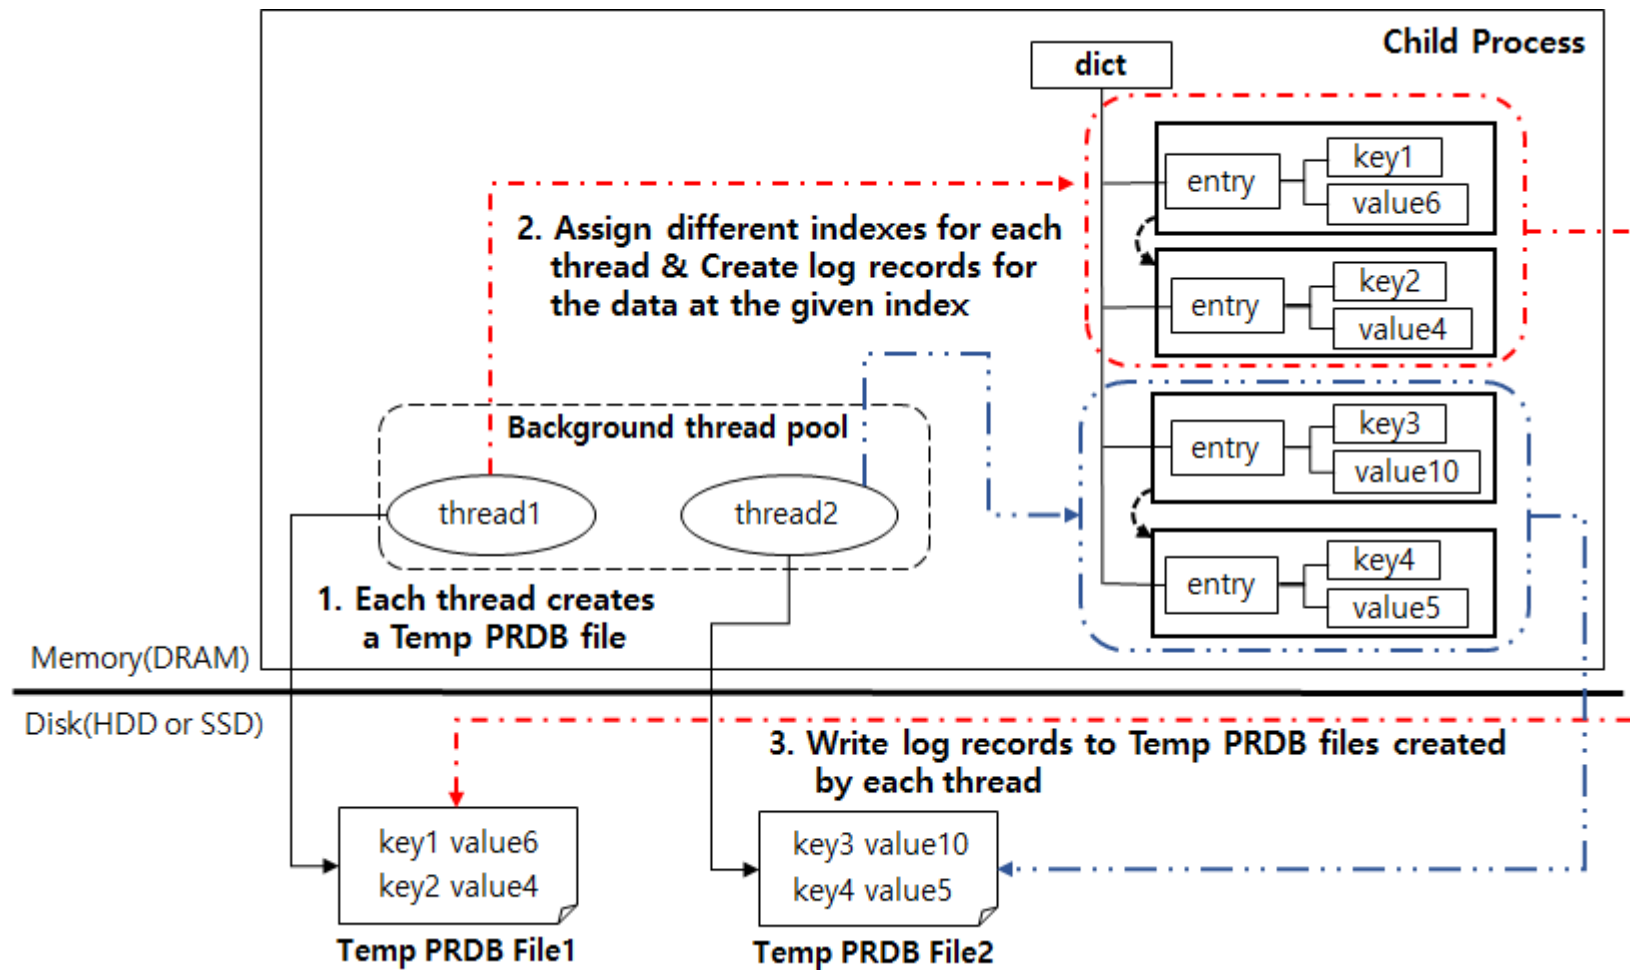 Child Process
dict
entry
key1
value6
entry
key2
value4
entry
key3
value10
entry
key4
value5
2. Assign different indexes for each
thread & Create log records for
the data at the given index
Background thread pool
thread1
thread2
1. Each thread creates
a Temp PRDB file
Memory(DRAM)
Disk(HDD or SSD)
3. Write log records to Temp PRDB files created
by each thread
key1 value6
key2 value4
Temp PRDB File1
key3 value10
key4 value5
Temp PRDB File2